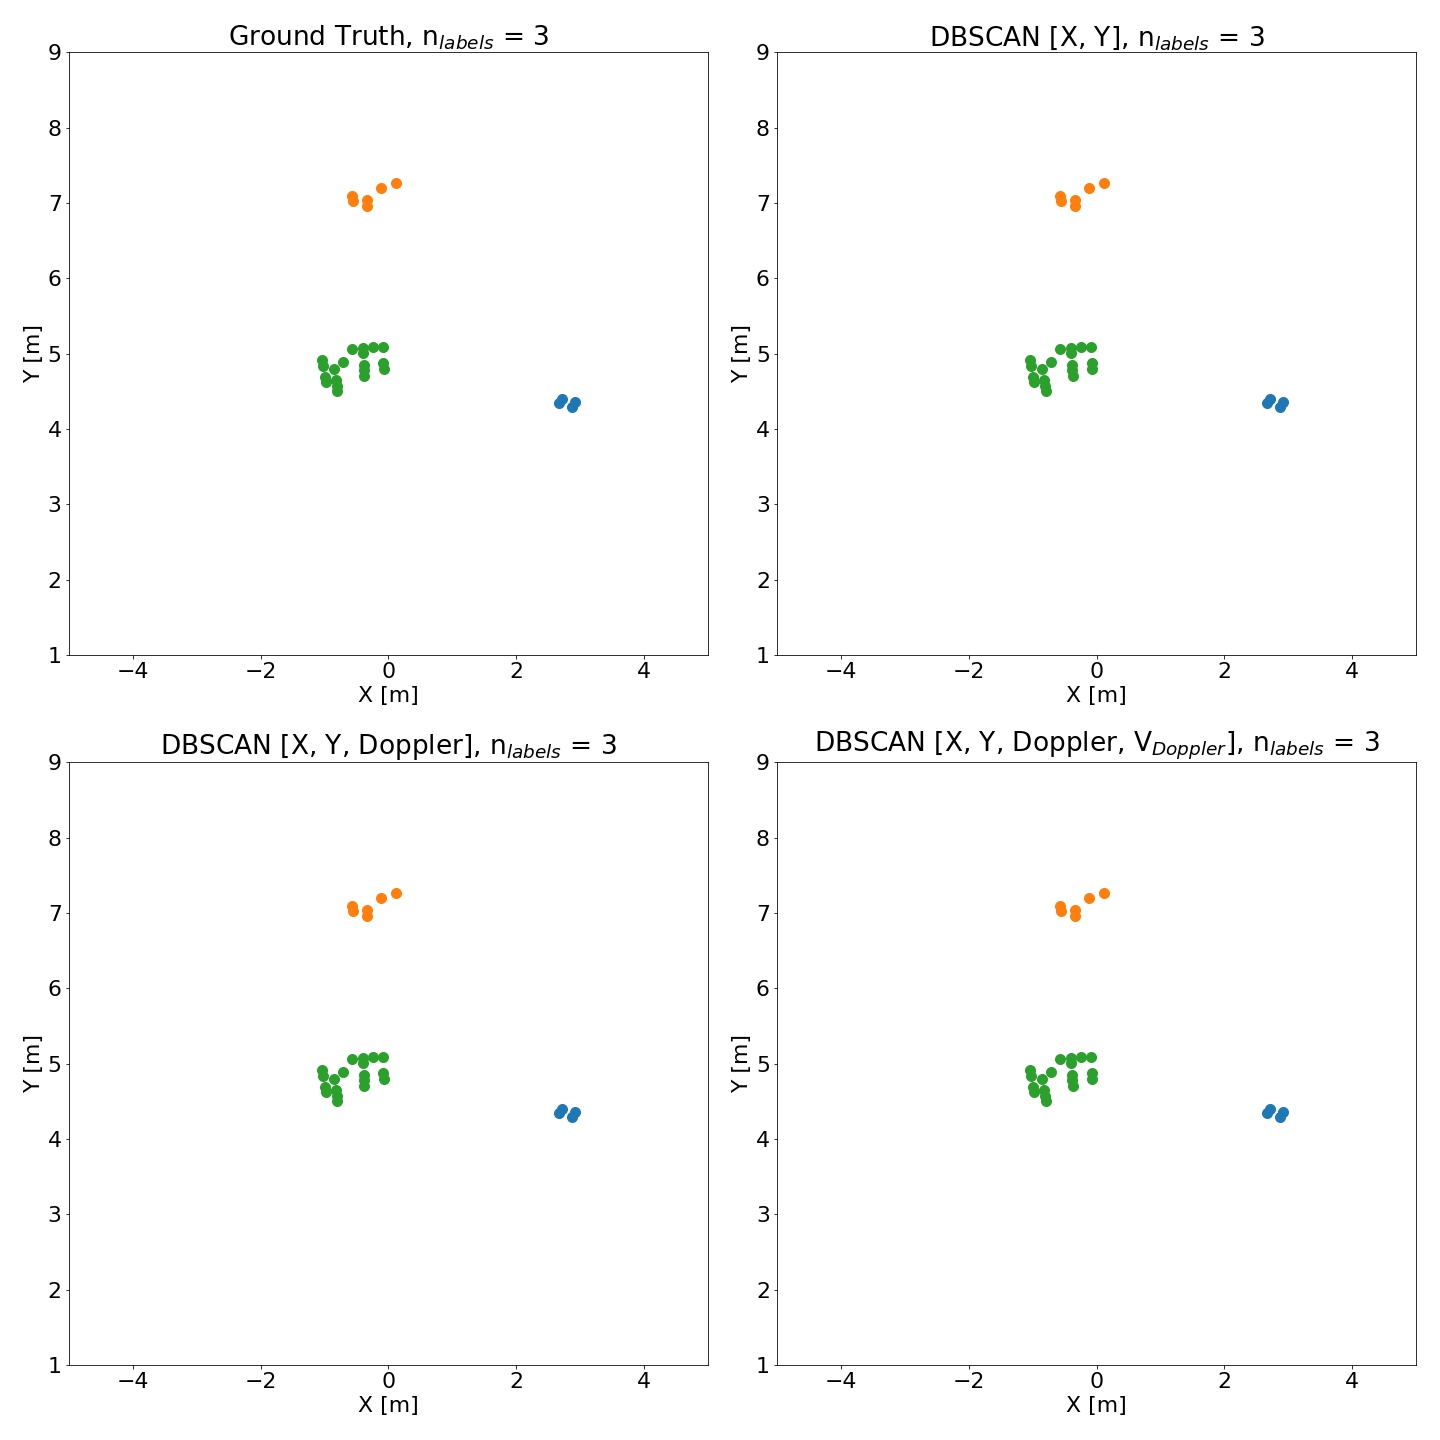 Ground Truth, n_labels = 3
9
8
7
6
5
4
3
2
1
Y [m]
−4 −2 0 2 4
X [m]
DBSCAN [X, Y], n_labels = 3
9
8
7
6
5
4
3
2
1
Y [m]
−4 −2 0 2 4
X [m]
DBSCAN [X, Y, Doppler], n_labels = 3
9
8
7
6
5
4
3
2
1
Y [m]
−4 −2 0 2 4
X [m]
DBSCAN [X, Y, Doppler, V_Doppler], n_labels = 3
9
8
7
6
5
4
3
2
1
Y [m]
−4 −2 0 2 4
X [m]